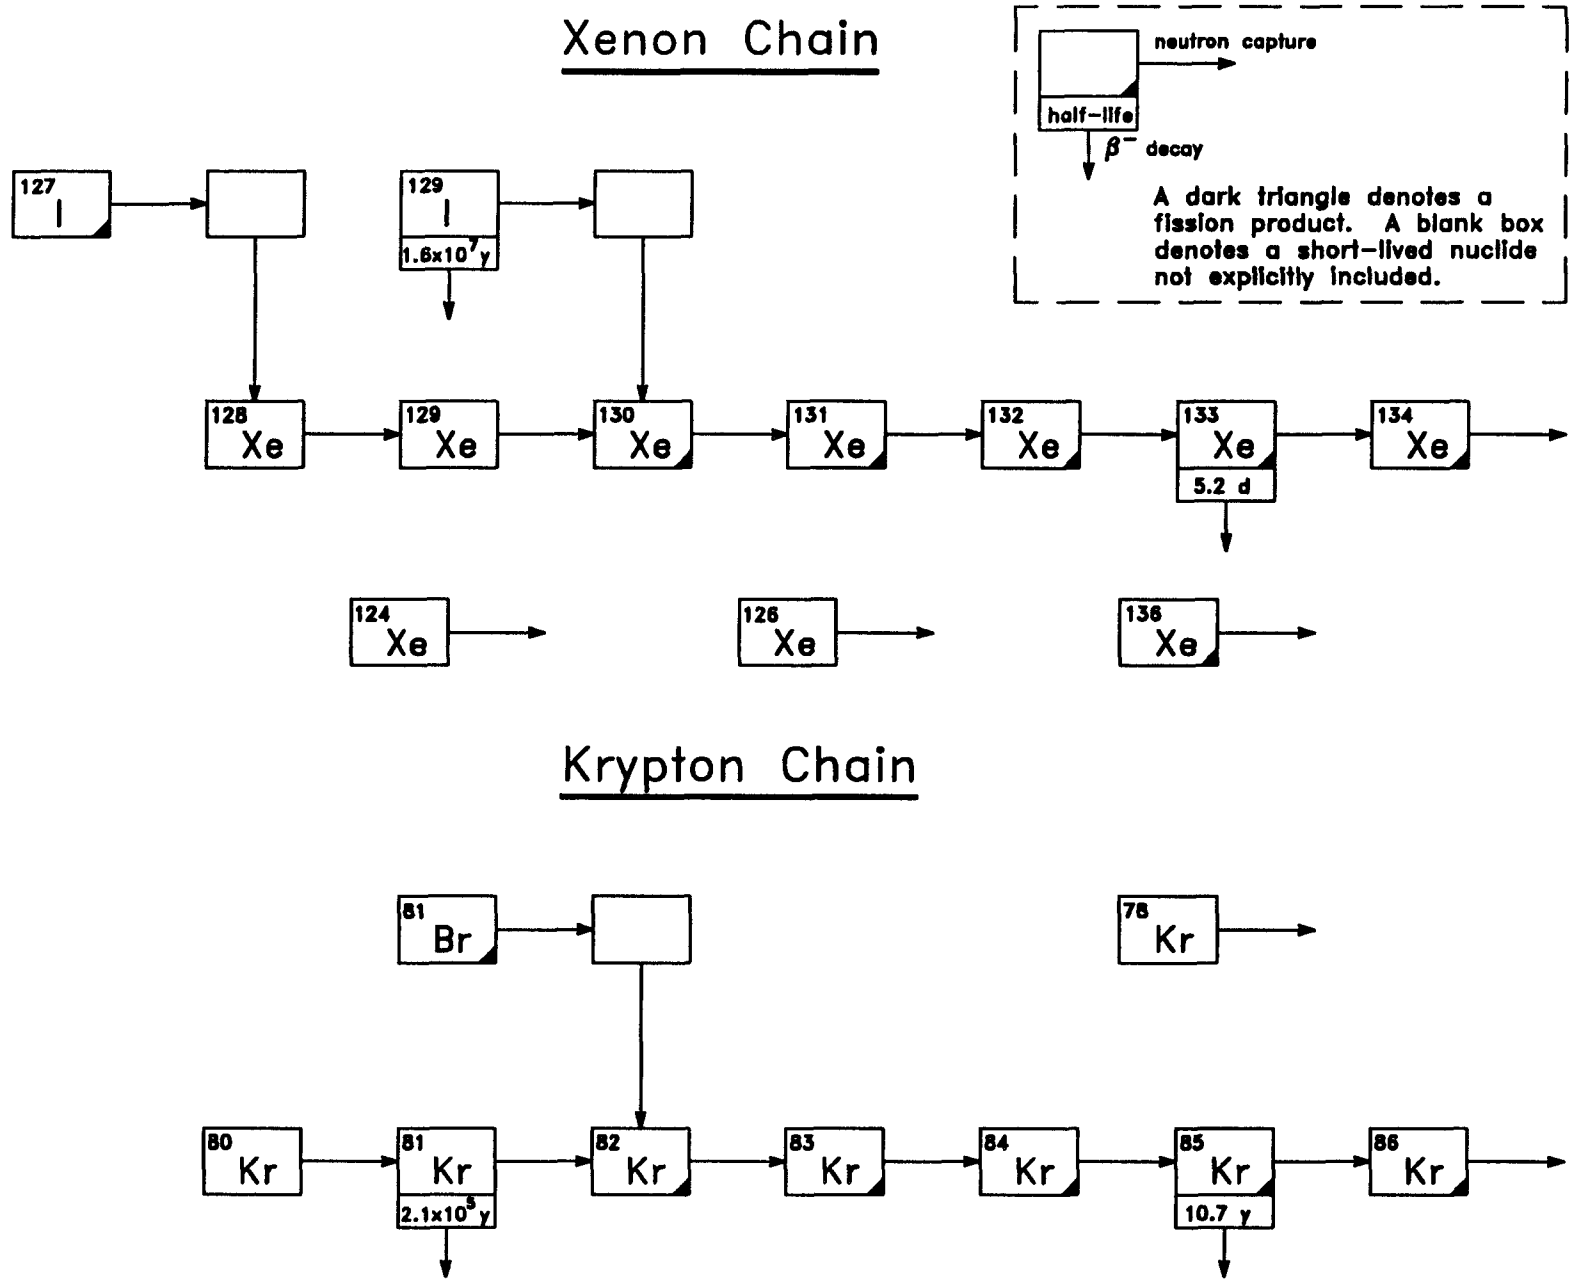 Xenon Chain
neutron capture
half-life
β⁻ decay
A dark triangle denotes a
fission product. A blank box
denotes a short-lived nuclide
not explicitly included.
127 I
129 I
1.6x10⁷y
128 Xe
129 Xe
130 Xe
131 Xe
132 Xe
133 Xe
5.2 d
134 Xe
124 Xe
126 Xe
136 Xe
Krypton Chain
81 Br
78 Kr
80 Kr
81 Kr
2.1x10⁵y
82 Kr
83 Kr
84 Kr
85 Kr
10.7 y
86 Kr